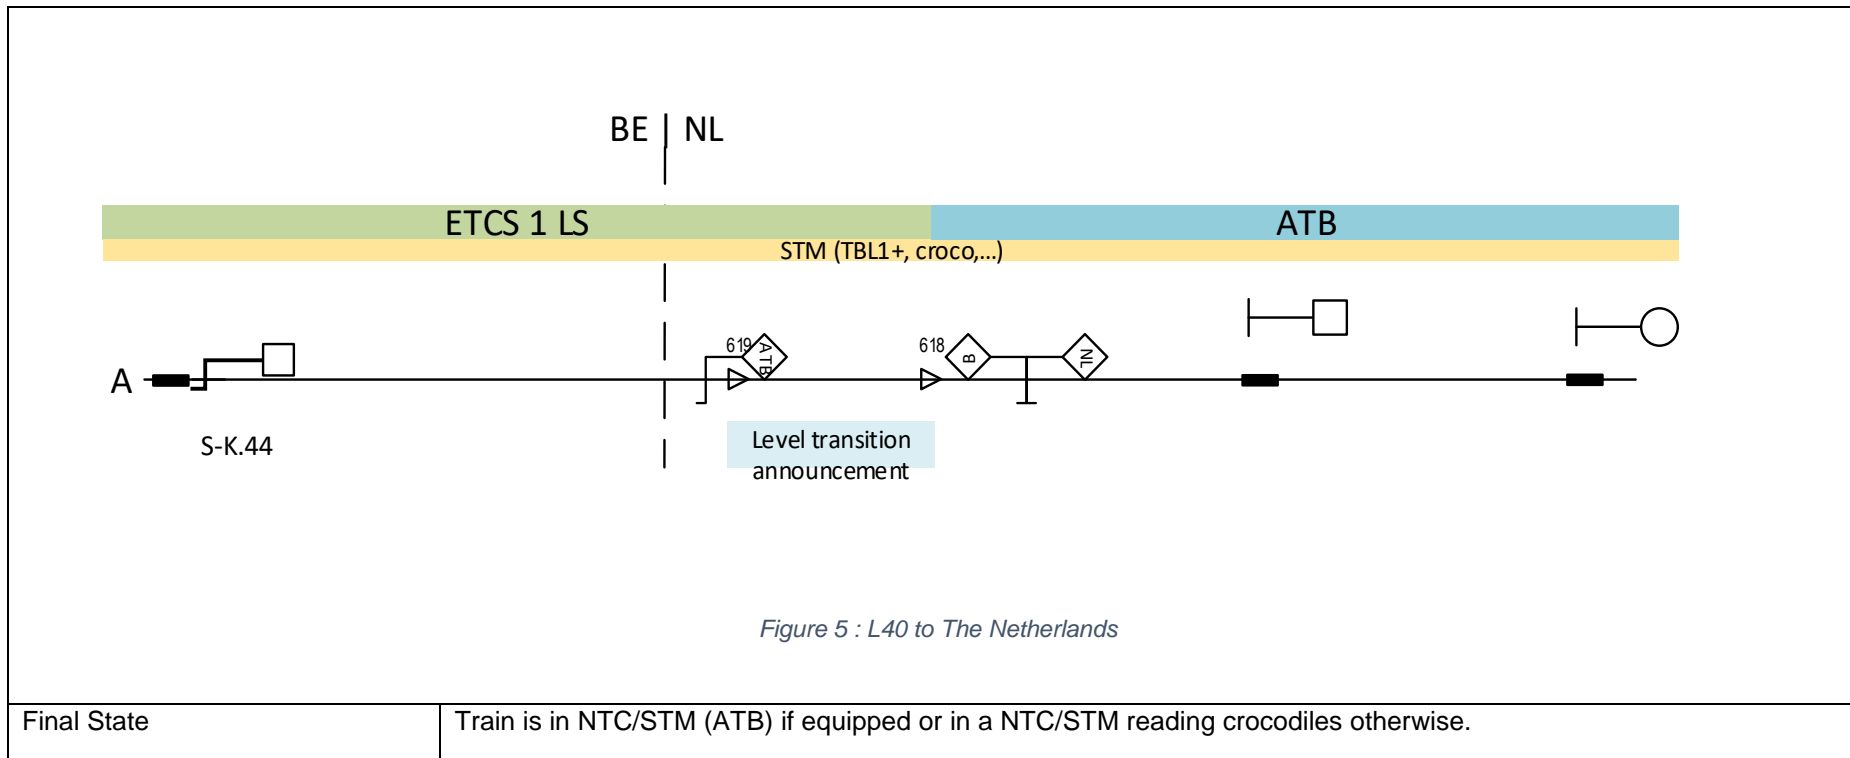 BE | NL
ETCS 1 LS
ATB
STM (TBL1+, croco,...)
619
ATB
618
B
NL
A
S-K.44
Level transition
announcement
Figure 5 : L40 to The Netherlands
Final State
Train is in NTC/STM (ATB) if equipped or in a NTC/STM reading crocodiles otherwise.